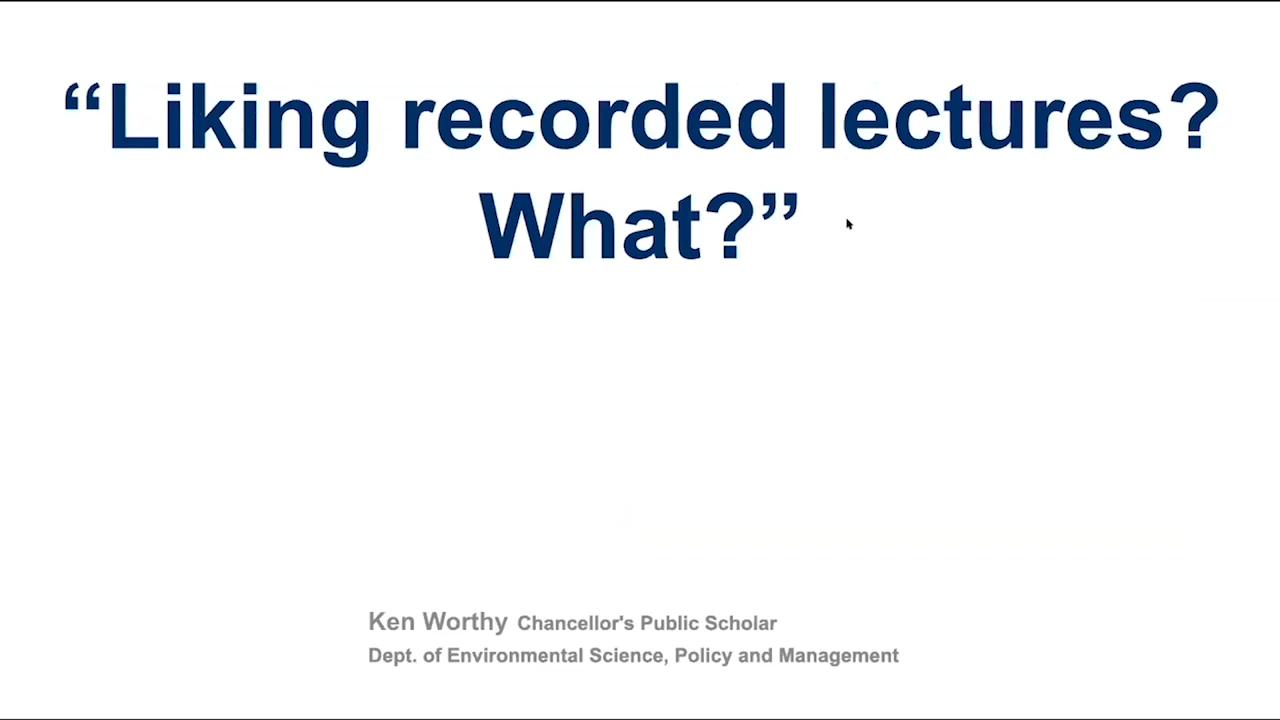 “Liking recorded lectures?
What?”
Ken Worthy Chancellor's Public Scholar
Dept. of Environmental Science, Policy and Management